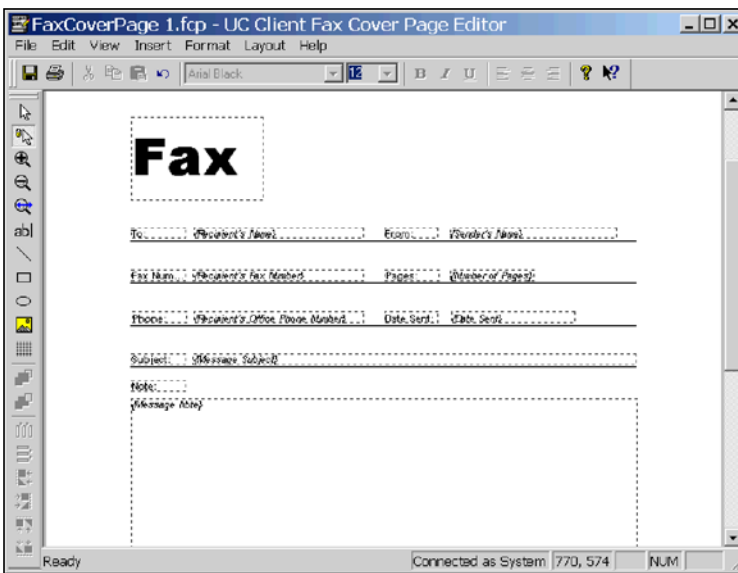 FaxCoverPage 1.fcp - UC Client Fax Cover Page Editor
File Edit View Insert Format Layout Help
Arial Black 12 B I U
ab|
Fax
To: {Recipient's Name} From: {Sender's Name}
Fax Num... {Recipient's Fax Number} Pages: {Number of Pages}
Phone: {Recipient's Office Phone Number} Date Sent: {Date Sent}
Subject: {Message Subject}
Note:
{Message Note}
Ready Connected as System 770, 574 NUM